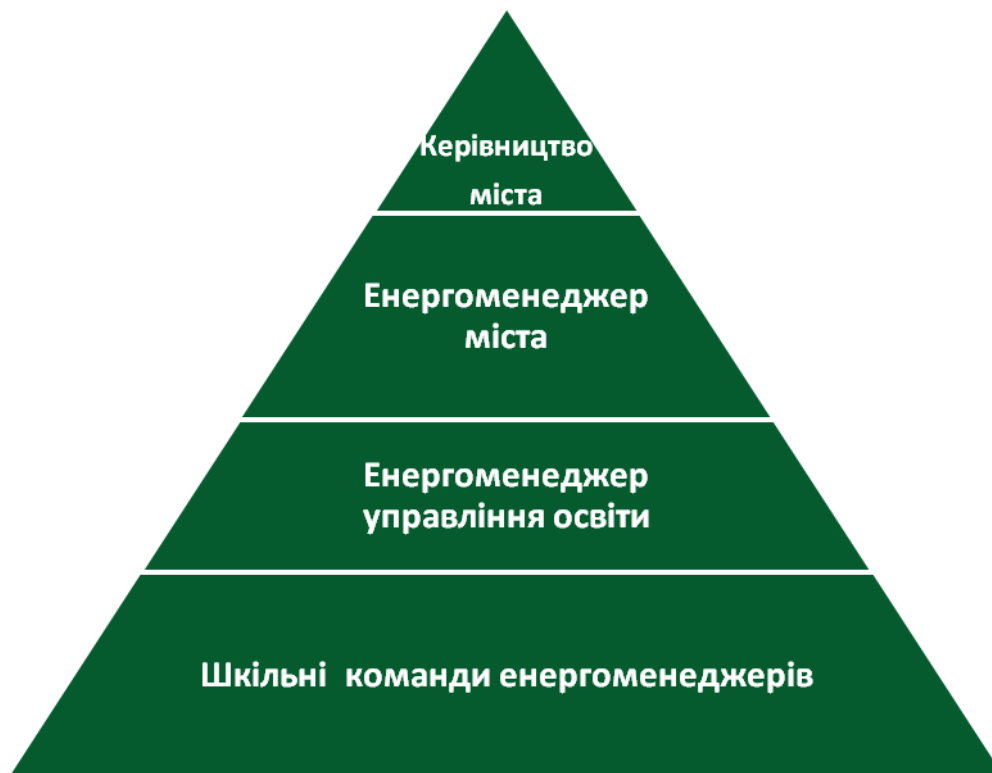 Керівництво
міста
Енергоменеджер
міста
Енергоменеджер
управління освіти
Шкільні  команди енергоменеджерів